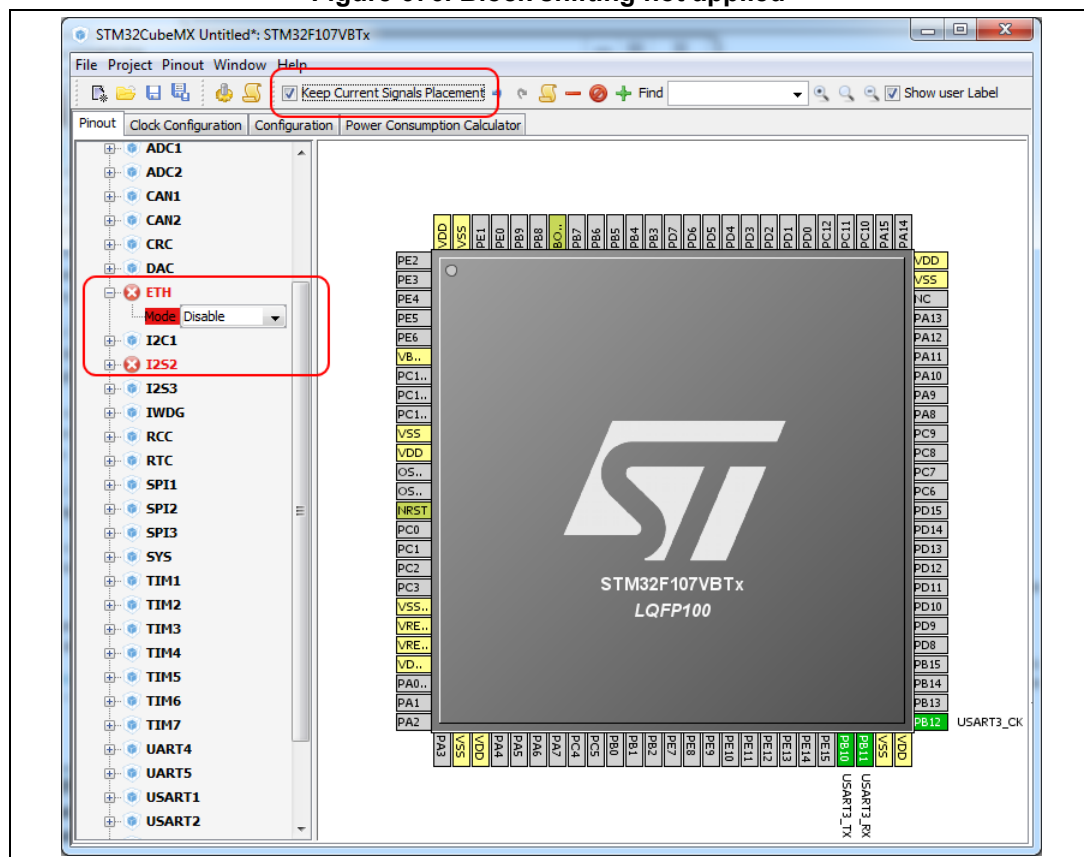 STM32CubeMX Untitled*: STM32F107VBTx
File Project Pinout Window Help
Keep Current Signals Placement Find Show user Label
Pinout Clock Configuration Configuration Power Consumption Calculator
ADC1
ADC2
CAN1
CAN2
CRC
DAC
ETH
Mode Disable
I2C1
I2S2
I2S3
IWDG
RCC
RTC
SPI1
SPI2
SPI3
SYS
TIM1
TIM2
TIM3
TIM4
TIM5
TIM6
TIM7
UART4
UART5
USART1
USART2
VDD VSS PE1 PE0 PB9 PB8 BO.. PB7 PB6 PB5 PB4 PB3 PD7 PD6 PD5 PD4 PD3 PD2 PD1 PD0 PC12 PC11 PC10 PA15 PA14
PE2
PE3
PE4
PE5
PE6
VB..
PC1..
PC1..
PC1..
VSS
VDD
OS..
OS..
NRST
PC0
PC1
PC2
PC3
VSS..
VRE..
VRE..
VD..
PA0..
PA1
PA2
ST
STM32F107VBTx
LQFP100
VDD
VSS
NC
PA13
PA12
PA11
PA10
PA9
PA8
PC9
PC8
PC7
PC6
PD15
PD14
PD13
PD12
PD11
PD10
PD9
PD8
PB15
PB14
PB13
PB12 USART3_CK
PA3 VSS VDD PA4 PA5 PA6 PA7 PC4 PC5 PB0 PB1 PB2 PE7 PE8 PE9 PE10 PE11 PE12 PE13 PE14 PE15 PB10 PB11 VSS VDD
USART3_TX
USART3_RX